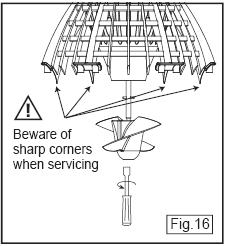 Beware of
sharp corners
when servicing
Fig.16